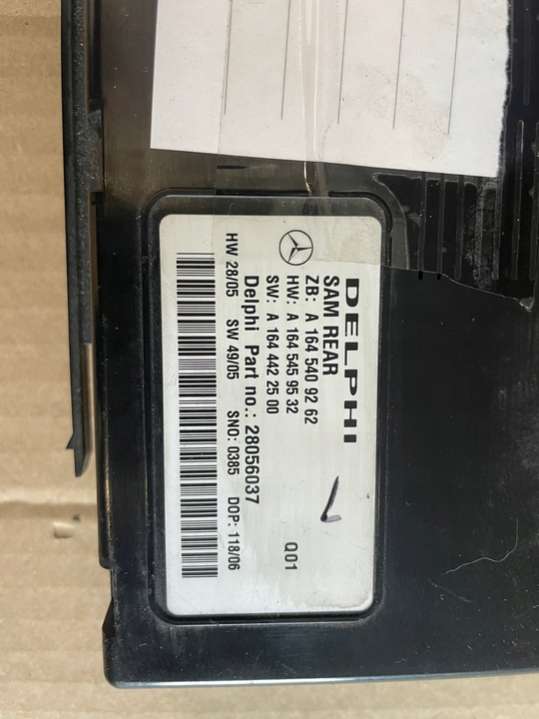 DELPHI
SAM REAR
ZB: A 164 540 92 62
HW: A 164 545 95 32
SW: A 164 442 25 00
Delphi Part no.: 28056037
Q01
HW 28/05 SW 49/05 SNO: 0385 DOP: 118/06